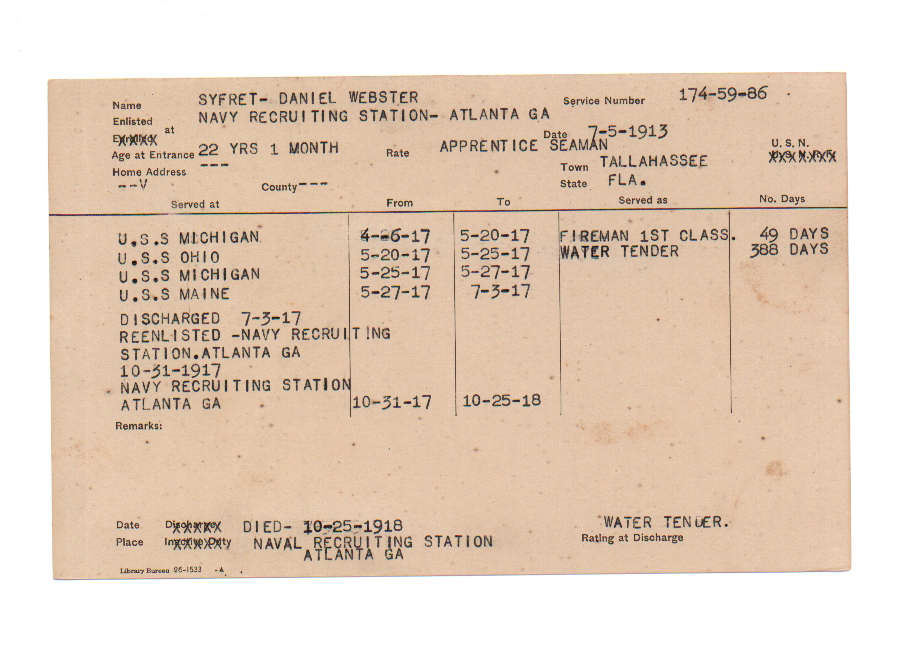 Name SYFRET- DANIEL WEBSTER Service Number 174-59-86
Enlisted at NAVY RECRUITING STATION- ATLANTA GA Date 7-5-1913
Age at Entrance 22 YRS 1 MONTH Rate APPRENTICE SEAMAN U. S. N.
Home Address --- Town TALLAHASSEE
--V County--- State FLA.
Served at From To Served as No. Days
U.S.S MICHIGAN 4-6-17 5-20-17 FIREMAN 1ST CLASS. 49 DAYS
U.S.S OHIO 5-20-17 5-25-17 WATER TENDER 388 DAYS
U.S.S MICHIGAN 5-25-17 5-27-17
U.S.S MAINE 5-27-17 7-3-17
DISCHARGED 7-3-17
REENLISTED -NAVY RECRUITING
STATION.ATLANTA GA
10-31-1917
NAVY RECRUITING STATION
ATLANTA GA 10-31-17 10-25-18
Remarks:
Date DIED- 10-25-1918 WATER TENDER.
Place NAVAL RECRUITING STATION Rating at Discharge
ATLANTA GA
Library Bureau 26-1533 -A